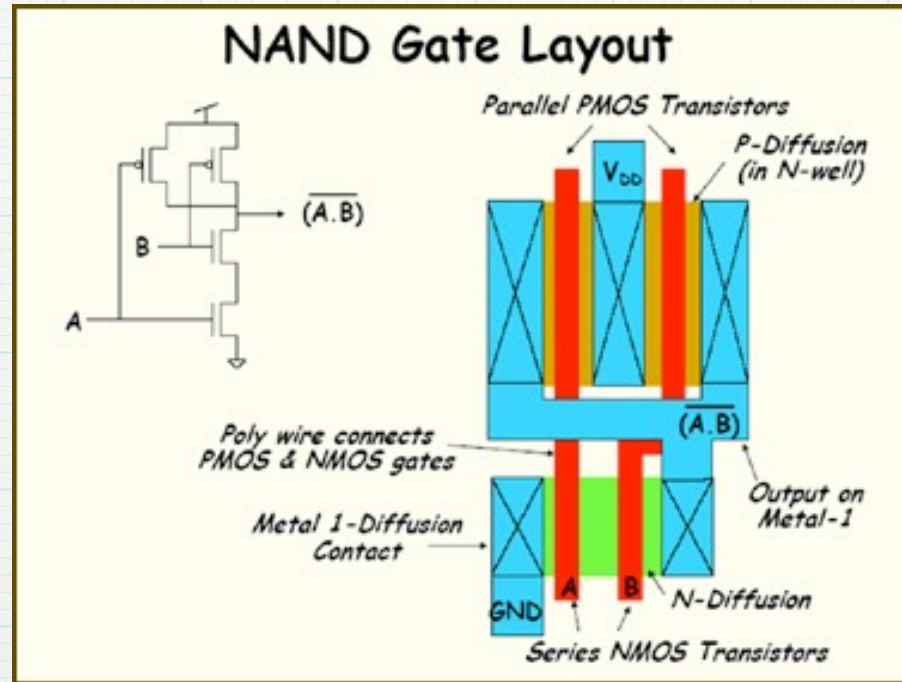 NAND Gate Layout
Parallel PMOS Transistors
P-Diffusion
(in N-well)
VDD
(A.B)
B
A
Poly wire connects
PMOS & NMOS gates
(A.B)
Output on
Metal-1
Metal 1-Diffusion
Contact
A B
N-Diffusion
GND
Series NMOS Transistors